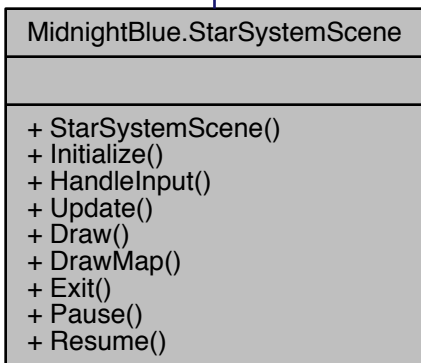 MidnightBlue.StarSystemScene
+ StarSystemScene()
+ Initialize()
+ HandleInput()
+ Update()
+ Draw()
+ DrawMap()
+ Exit()
+ Pause()
+ Resume()